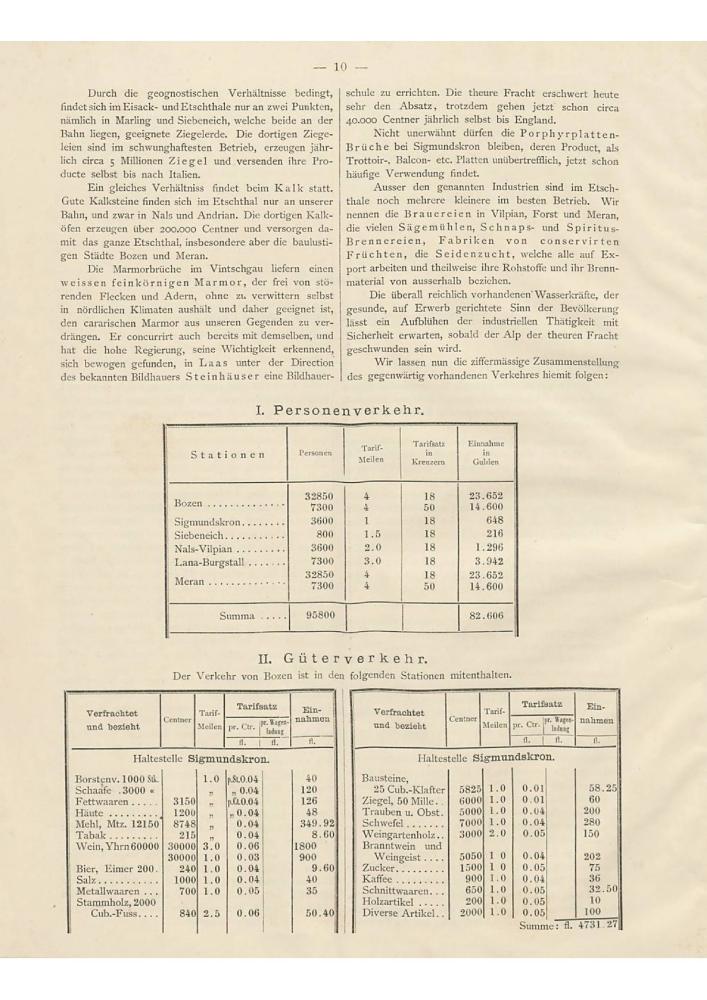 — 10 —
Durch die geognostischen Verhältnisse bedingt,
findet sich im Eisack- und Etschthale nur an zwei Punkten,
nämlich in Marling und Siebeneich, welche beide an der
Bahn liegen, geeignete Ziegelerde. Die dortigen Ziege-
leien sind im schwunghaftesten Betrieb, erzeugen jähr-
lich circa 5 Millionen Ziegel und versenden ihre Pro-
ducte selbst bis nach Italien.
Ein gleiches Verhältniss findet beim Kalk statt.
Gute Kalksteine finden sich im Etschthal nur an unserer
Bahn, und zwar in Nals und Andrian. Die dortigen Kalk-
öfen erzeugen über 200.000 Centner und versorgen da-
mit das ganze Etschthal, insbesondere aber die baulusti-
gen Städte Bozen und Meran.
Die Marmorbrüche im Vintschgau liefern einen
weissen feinkörnigen Marmor, der frei von stö-
renden Flecken und Adern, ohne zu verwittern selbst
in nördlichen Klimaten aushält und daher geeignet ist,
den cararischen Marmor aus unseren Gegenden zu ver-
drängen. Er concurrirt auch bereits mit demselben, und
hat die hohe Regierung, seine Wichtigkeit erkennend,
sich bewogen gefunden, in Laas unter der Direction
des bekannten Bildhauers Steinhäuser eine Bildhauer-
schule zu errichten. Die theure Fracht erschwert heute
sehr den Absatz, trotzdem gehen jetzt schon circa
40.000 Centner jährlich selbst bis England.
Nicht unerwähnt dürfen die Porphyrplatten-
Brüche bei Sigmundskron bleiben, deren Product, als
Trottoir-, Balcon- etc. Platten unübertrefflich, jetzt schon
häufige Verwendung findet.
Ausser den genannten Industrien sind im Etsch-
thale noch mehrere kleinere im besten Betrieb. Wir
nennen die Brauereien in Vilpian, Forst und Meran,
die vielen Sägemühlen, Schnaps- und Spiritus-
Brennereien, Fabriken von conservirten
Früchten, die Seidenzucht, welche alle auf Ex-
port arbeiten und theilweise ihre Rohstoffe und ihr Brenn-
material von ausserhalb beziehen.
Die überall reichlich vorhandenen Wasserkräfte, der
gesunde, auf Erwerb gerichtete Sinn der Bevölkerung
lässt ein Aufblühen der industriellen Thätigkeit mit
Sicherheit erwarten, sobald der Alp der theuren Fracht
geschwunden sein wird.
Wir lassen nun die ziffermässige Zusammenstellung
des gegenwärtig vorhandenen Verkehres hiemit folgen:
I. Personenverkehr.
Stationen Personen Tarif-Meilen Tarifsatz in Kreuzern Einnahme in Gulden
Bozen .............. 32850 4 18 23.652
7300 4 50 14.600
Sigmundskron........ 3600 1 18 648
Siebeneich........... 800 1.5 18 216
Nals-Vilpian ......... 3600 2.0 18 1.296
Lana-Burgstall ....... 7300 3.0 18 3.942
Meran .............. 32850 4 18 23.652
7300 4 50 14.600
Summa ..... 95800 82.606
II. Güterverkehr.
Der Verkehr von Bozen ist in den folgenden Stationen mitenthalten.
Verfrachtet und bezieht Centner Tarif-Meilen Tarifsatz pr. Ctr. pr. Wagenladung Einnahmen
fl. fl. fl.
Haltestelle Sigmundskron.
Borstenv. 1000 Stk. 1.0 p.St.0.04 40
Schaafe .3000 « „ „ 0.04 120
Fettwaaren ..... 3150 „ p.Ct.0.04 126
Häute .......... 1200 „ „ 0.04 48
Mehl, Mtz. 12150 8748 „ 0.04 349.92
Tabak .......... 215 „ 0.04 8.60
Wein, Yhrn 60000 30000 3.0 0.06 1800
30000 1.0 0.03 900
Bier, Eimer 200. 240 1.0 0.04 9.60
Salz ........... 1000 1.0 0.04 40
Metallwaaren ... 700 1.0 0.05 35
Stammholz, 2000
Cub.-Fuss.... 840 2.5 0.06 50.40
Verfrachtet und bezieht Centner Tarif-Meilen Tarifsatz pr. Ctr. pr. Wagenladung Einnahmen
fl. fl. fl.
Haltestelle Sigmundskron.
Bausteine,
25 Cub.-Klafter 5825 1.0 0.01 58.25
Ziegel, 50 Mille.. 6000 1.0 0.01 60
Trauben u. Obst. 5000 1.0 0.04 200
Schwefel ....... 7000 1.0 0.04 280
Weingartenholz.. 3000 2.0 0.05 150
Branntwein und
Weingeist .... 5050 1 0 0.04 202
Zucker......... 1500 1 0 0.05 75
Kaffee ......... 900 1.0 0.04 36
Schnittwaaren... 650 1.0 0.05 32.50
Holzartikel ..... 200 1.0 0.05 10
Diverse Artikel.. 2000 1.0 0.05 100
Summe: fl. 4731.27